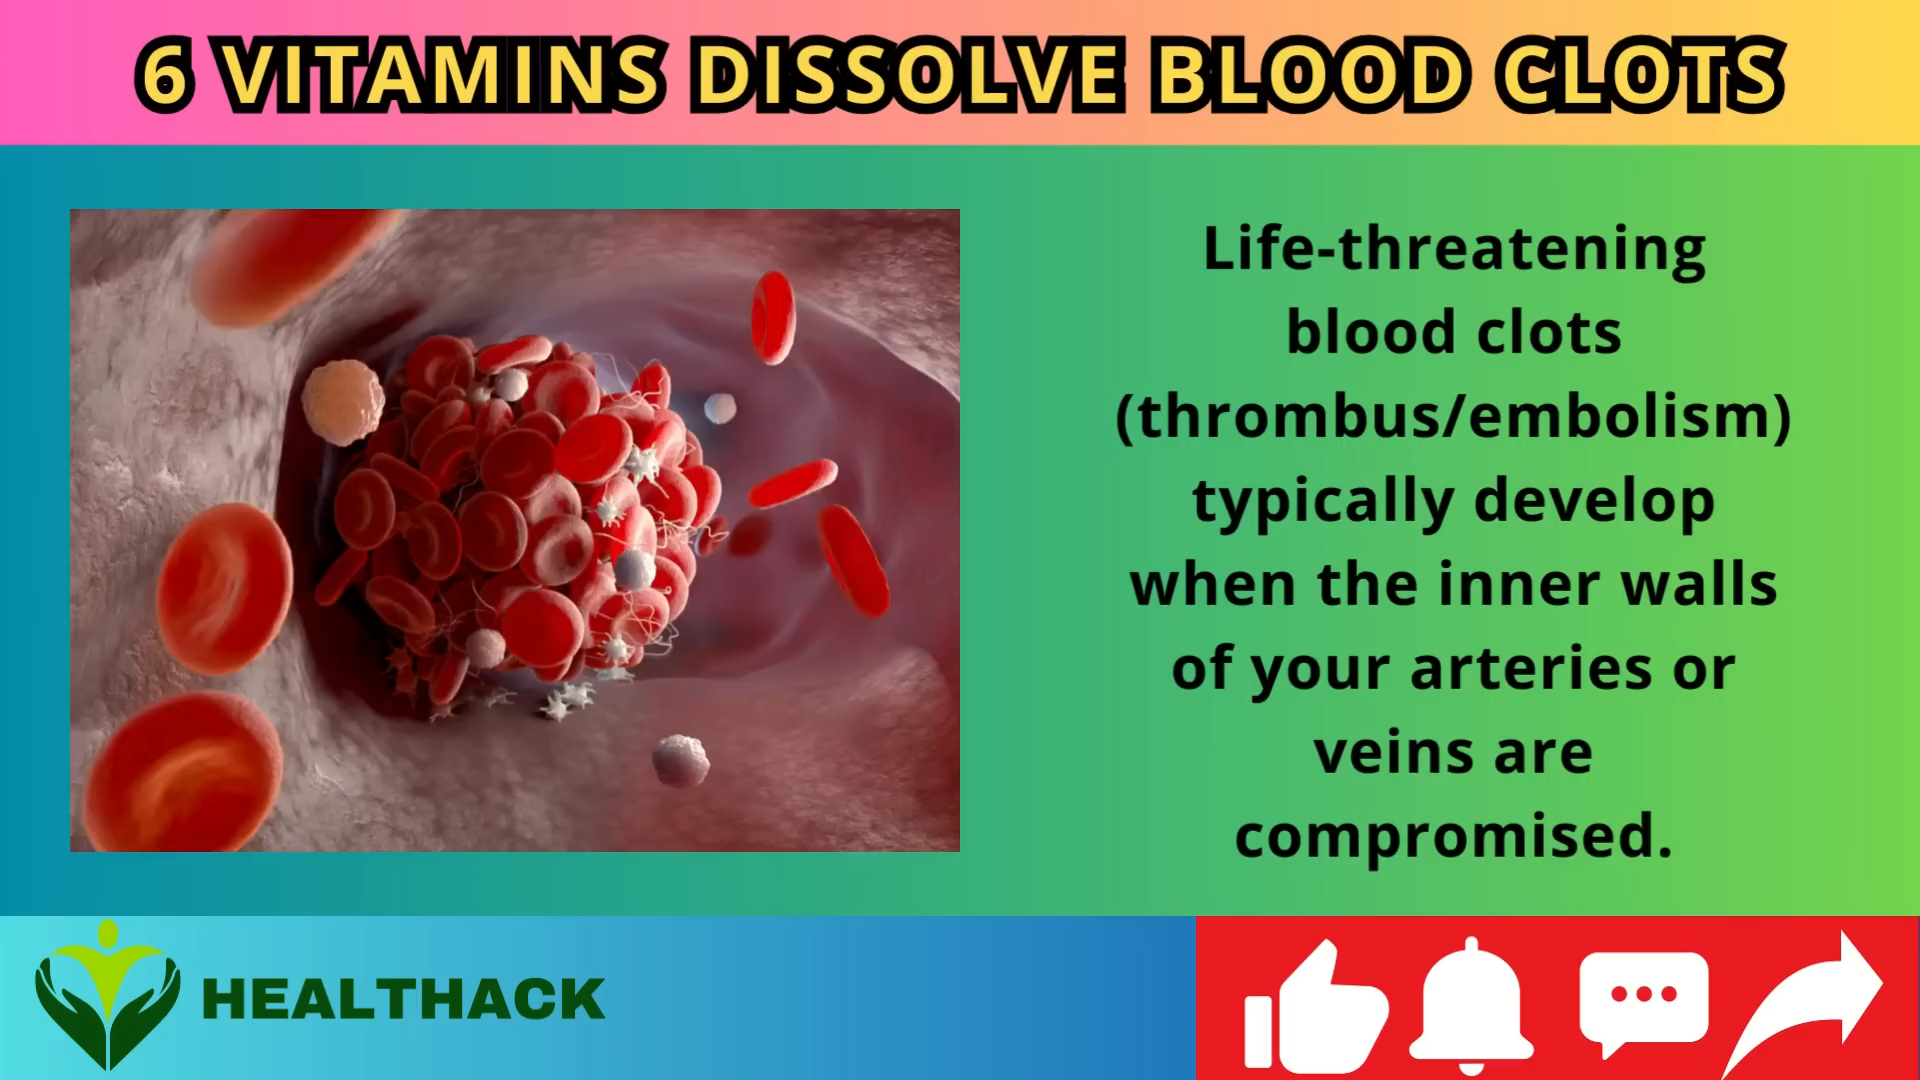 6 VITAMINS DISSOLVE BLOOD CLOTS
Life-threatening
blood clots
(thrombus/embolism)
typically develop
when the inner walls
of your arteries or
veins are
compromised.
HEALTHACK